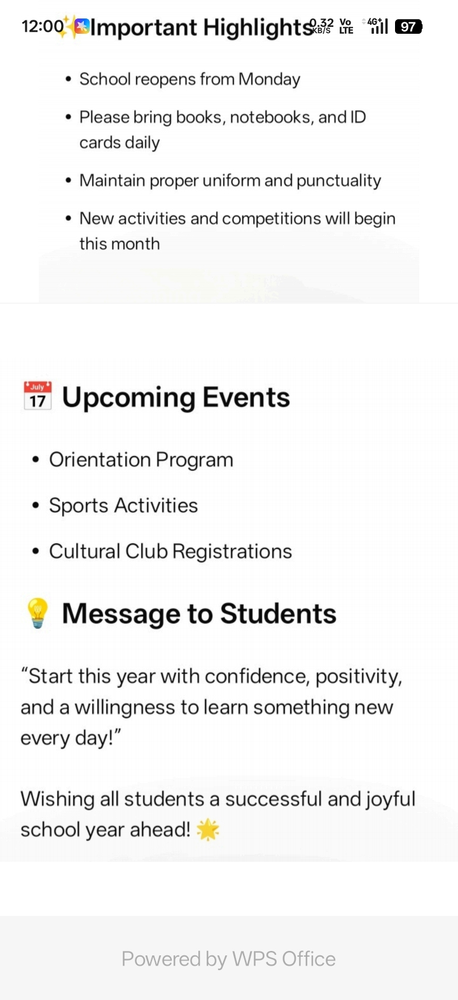 12:00 ✨ Important Highlights 0.32 KB/S Vo LTE 4G+ 97
• School reopens from Monday
• Please bring books, notebooks, and ID
cards daily
• Maintain proper uniform and punctuality
• New activities and competitions will begin
this month
July
17
Upcoming Events
• Orientation Program
• Sports Activities
• Cultural Club Registrations
💡 Message to Students
“Start this year with confidence, positivity,
and a willingness to learn something new
every day!”
Wishing all students a successful and joyful
school year ahead! 🌟
Powered by WPS Office